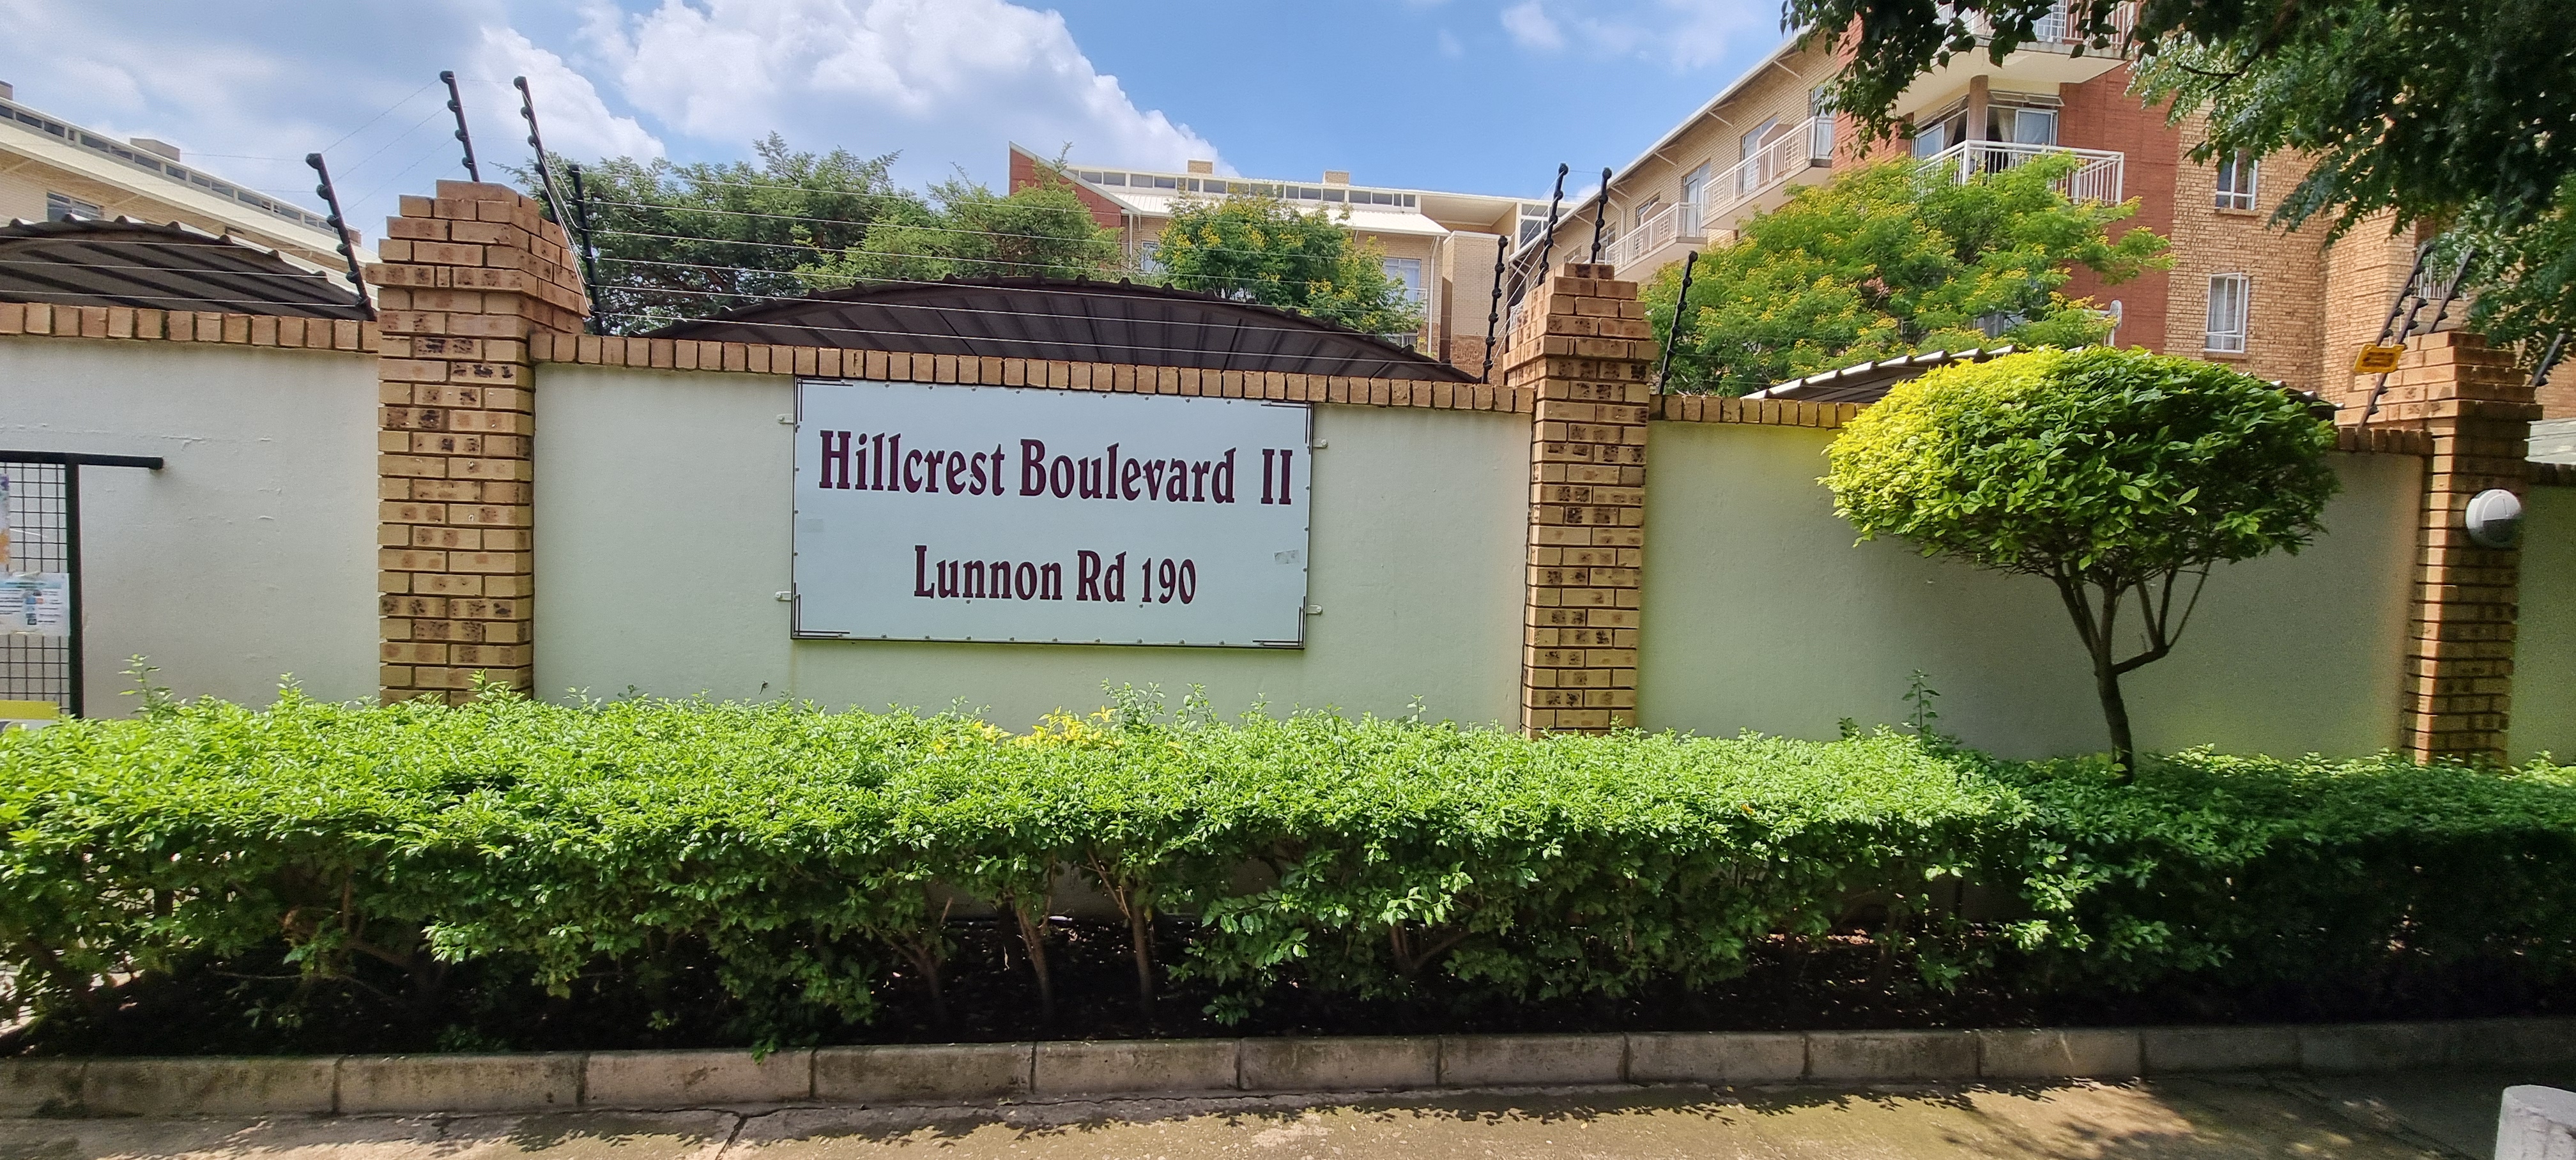 Hillcrest Boulevard II
Lunnon Rd 190